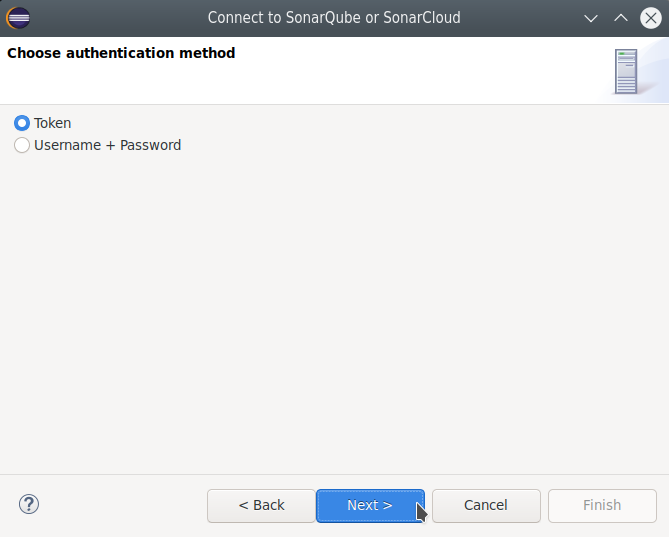 Connect to SonarQube or SonarCloud
Choose authentication method
Token
Username + Password
?
< Back
Next >
Cancel
Finish